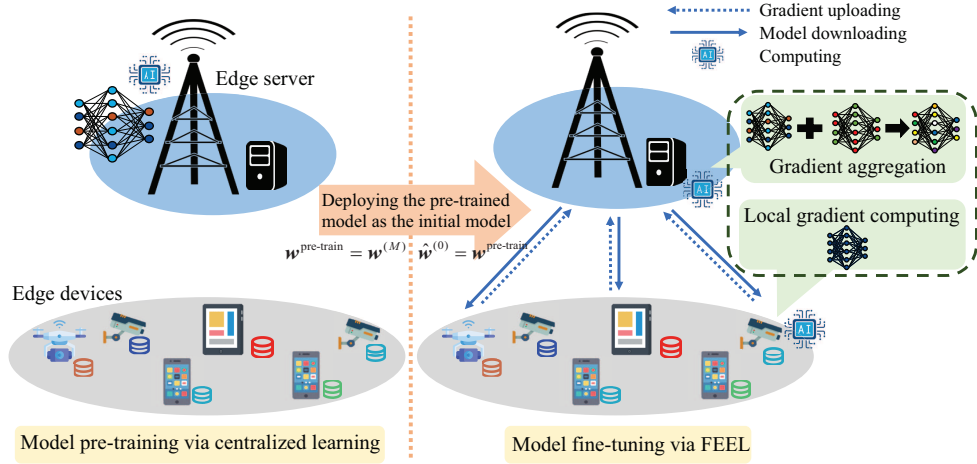 Gradient uploading
Model downloading
Computing
AI
Edge server
AI
Gradient aggregation
AI
Deploying the pre-trained
model as the initial model
Local gradient computing
𝒘^{pre-train} = 𝒘^{(M)} 𝒘̂^{(0)} = 𝒘^{pre-train}
Edge devices
AI
Model pre-training via centralized learning
Model fine-tuning via FEEL